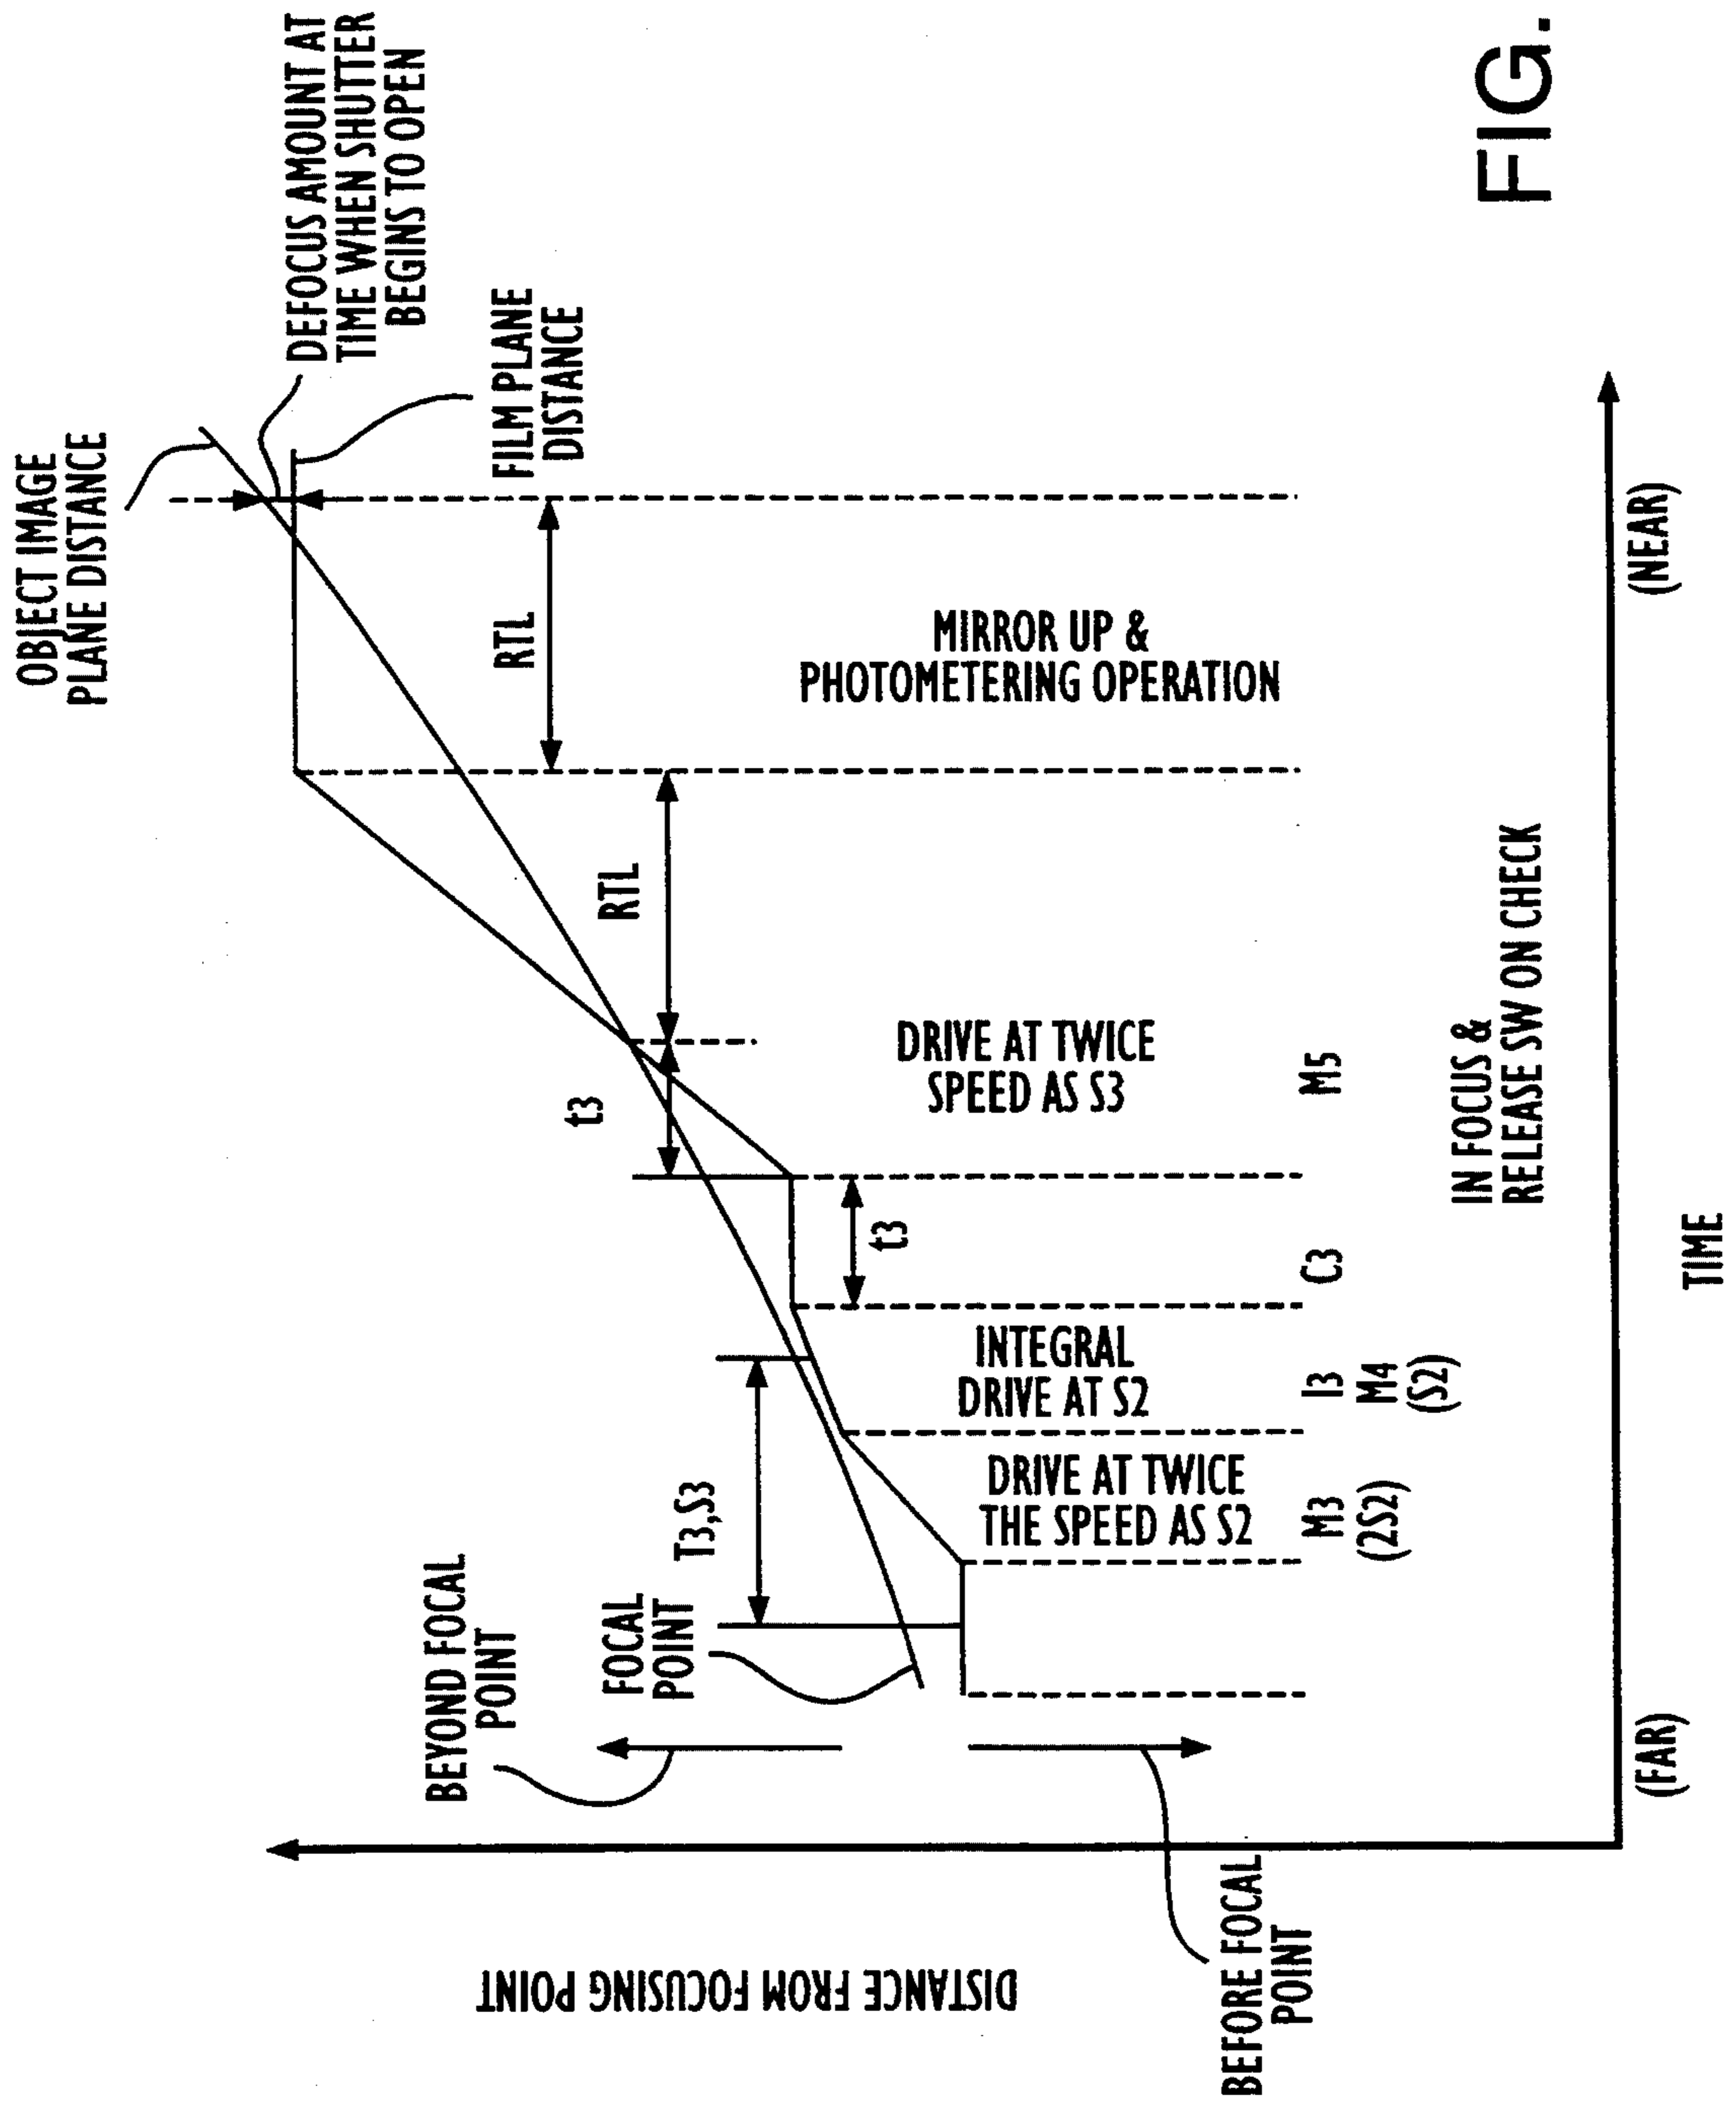 OBJECT IMAGE
PLANE DISTANCE
DEFOCUS AMOUNT AT
TIME WHEN SHUTTER
BEGINS TO OPEN
FILM PLANE
DISTANCE
BEYOND FOCAL
POINT
FOCAL
POINT
T3,S3
t3
RTL
RTL
t3
DRIVE AT TWICE
THE SPEED AS S2
INTEGRAL
DRIVE AT S2
DRIVE AT TWICE
SPEED AS S3
MIRROR UP &
PHOTOMETERING OPERATION
M3
(2S2)
I3
M4
(S2)
C3
M5
IN FOCUS &
RELEASE SW ON CHECK
DISTANCE FROM FOCUSING POINT
BEFORE FOCAL
POINT
(FAR)
TIME
(NEAR)
FIG.